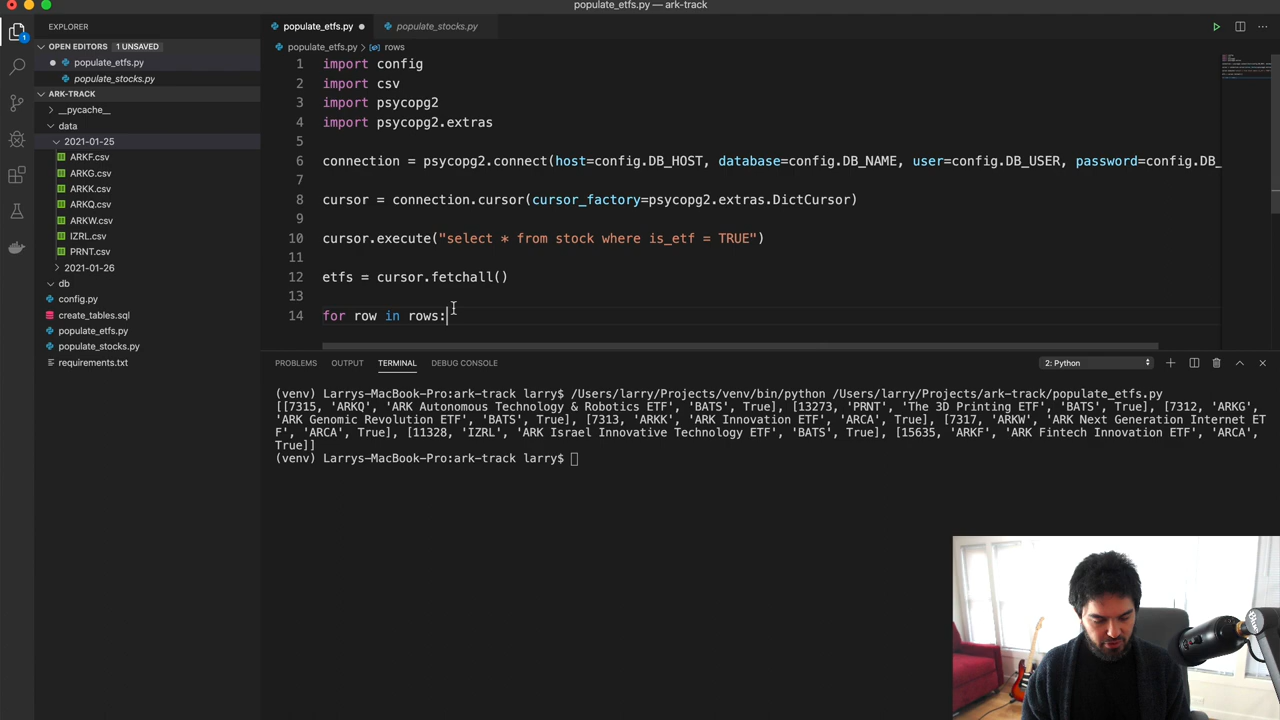 populate_etfs.py — ark-track
EXPLORER
populate_etfs.py
populate_stocks.py
OPEN EDITORS 1 UNSAVED
populate_etfs.py > rows
populate_etfs.py
populate_stocks.py
ARK-TRACK
__pycache__
data
2021-01-25
ARKF.csv
ARKG.csv
ARKK.csv
ARKQ.csv
ARKW.csv
IZRL.csv
PRNT.csv
2021-01-26
db
config.py
create_tables.sql
populate_etfs.py
populate_stocks.py
requirements.txt
1 import config
2 import csv
3 import psycopg2
4 import psycopg2.extras
5
6 connection = psycopg2.connect(host=config.DB_HOST, database=config.DB_NAME, user=config.DB_USER, password=config.DB_
7
8 cursor = connection.cursor(cursor_factory=psycopg2.extras.DictCursor)
9
10 cursor.execute("select * from stock where is_etf = TRUE")
11
12 etfs = cursor.fetchall()
13
14 for row in rows:
PROBLEMS OUTPUT TERMINAL DEBUG CONSOLE 2: Python
(venv) Larrys-MacBook-Pro:ark-track larry$ /Users/larry/Projects/venv/bin/python /Users/larry/Projects/ark-track/populate_etfs.py
[[7315, 'ARKQ', 'ARK Autonomous Technology & Robotics ETF', 'BATS', True], [13273, 'PRNT', 'The 3D Printing ETF', 'BATS', True], [7312, 'ARKG',
'ARK Genomic Revolution ETF', 'BATS', True], [7313, 'ARKK', 'ARK Innovation ETF', 'ARCA', True], [7317, 'ARKW', 'ARK Next Generation Internet ET
F', 'ARCA', True], [11328, 'IZRL', 'ARK Israel Innovative Technology ETF', 'BATS', True], [15635, 'ARKF', 'ARK Fintech Innovation ETF', 'ARCA',
True]]
(venv) Larrys-MacBook-Pro:ark-track larry$